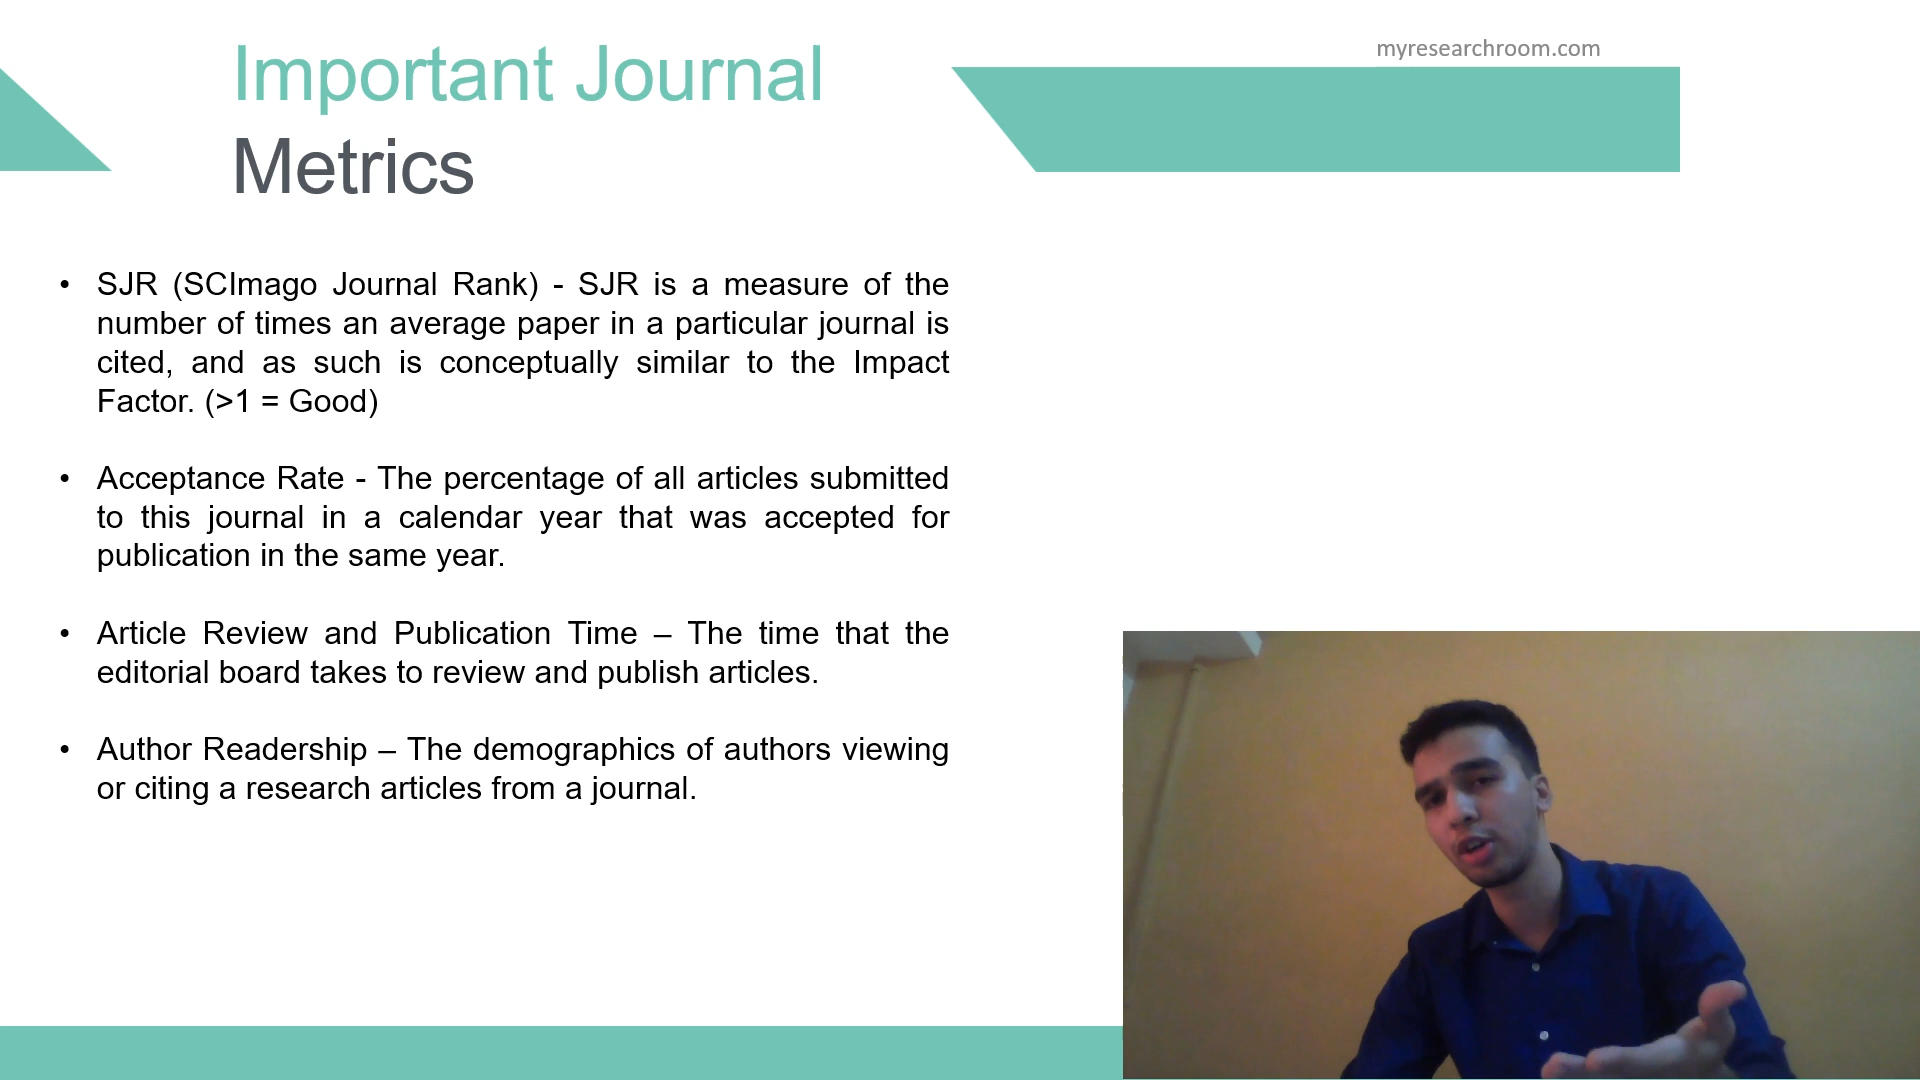 myresearchroom.com
Important Journal
Metrics
• SJR (SCImago Journal Rank) - SJR is a measure of the
number of times an average paper in a particular journal is
cited, and as such is conceptually similar to the Impact
Factor. (>1 = Good)
• Acceptance Rate - The percentage of all articles submitted
to this journal in a calendar year that was accepted for
publication in the same year.
• Article Review and Publication Time – The time that the
editorial board takes to review and publish articles.
• Author Readership – The demographics of authors viewing
or citing a research articles from a journal.